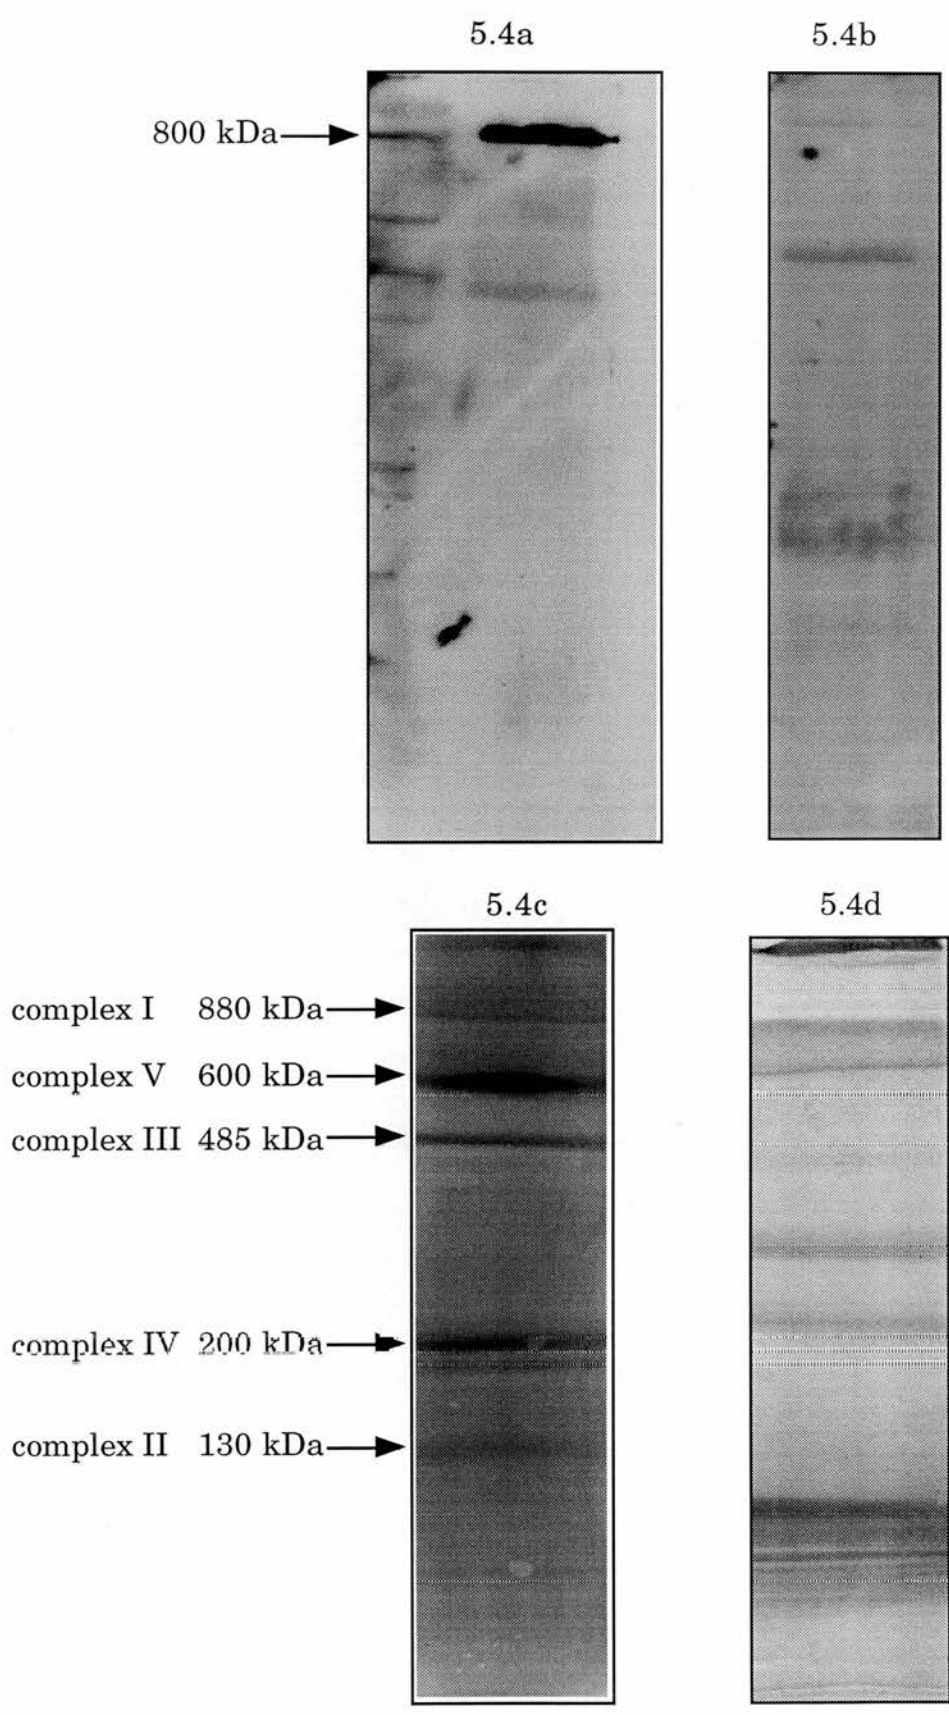 5.4a 5.4b
800 kDa
5.4c 5.4d
complex I 880 kDa
complex V 600 kDa
complex III 485 kDa
complex IV 200 kDa
complex II 130 kDa